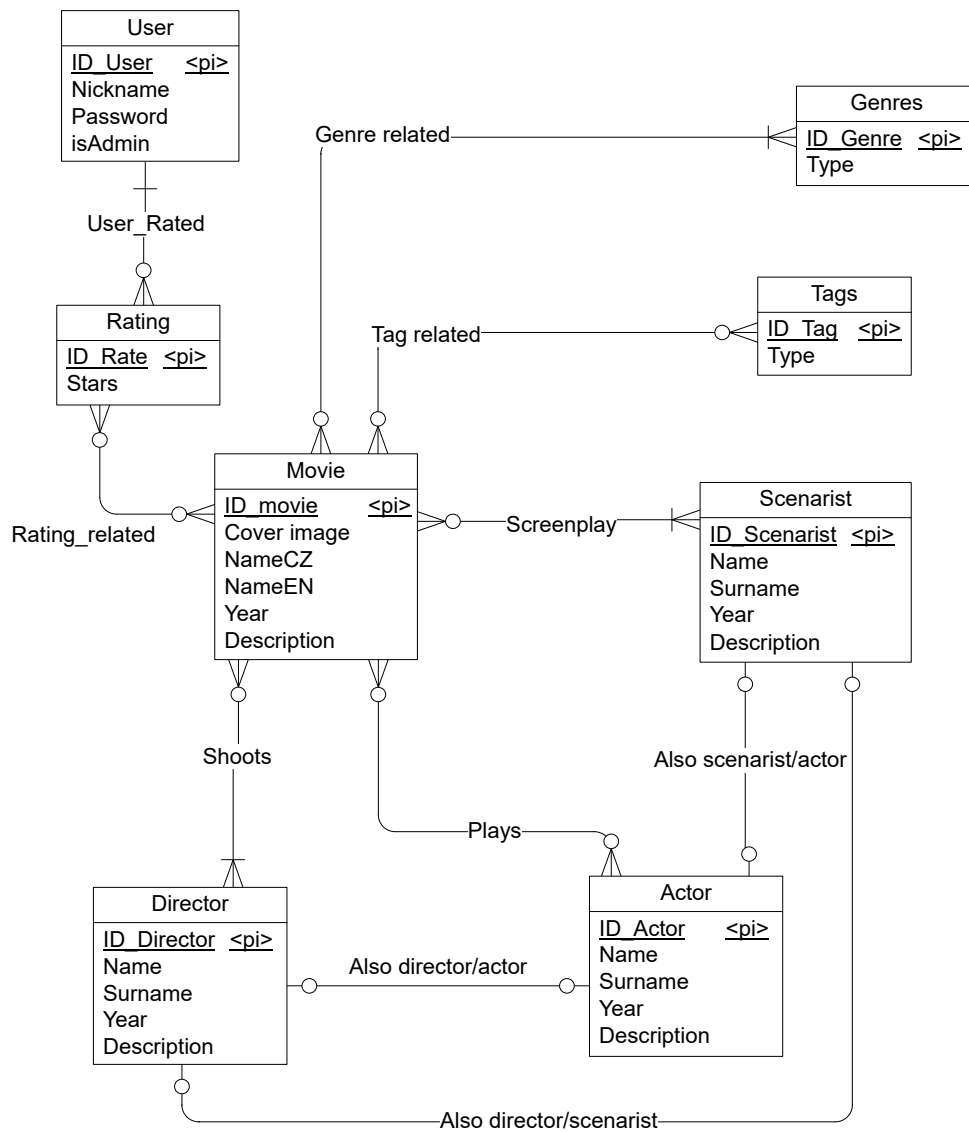 User
ID_User <pi>
Nickname
Password
isAdmin
Genres
ID_Genre <pi>
Type
Genre related
User_Rated
Tags
ID_Tag <pi>
Type
Rating
ID_Rate <pi>
Stars
Tag related
Movie
ID_movie <pi>
Cover image
NameCZ
NameEN
Year
Description
Rating_related
Screenplay
Scenarist
ID_Scenarist <pi>
Name
Surname
Year
Description
Shoots
Also scenarist/actor
Plays
Director
ID_Director <pi>
Name
Surname
Year
Description
Also director/actor
Actor
ID_Actor <pi>
Name
Surname
Year
Description
Also director/scenarist